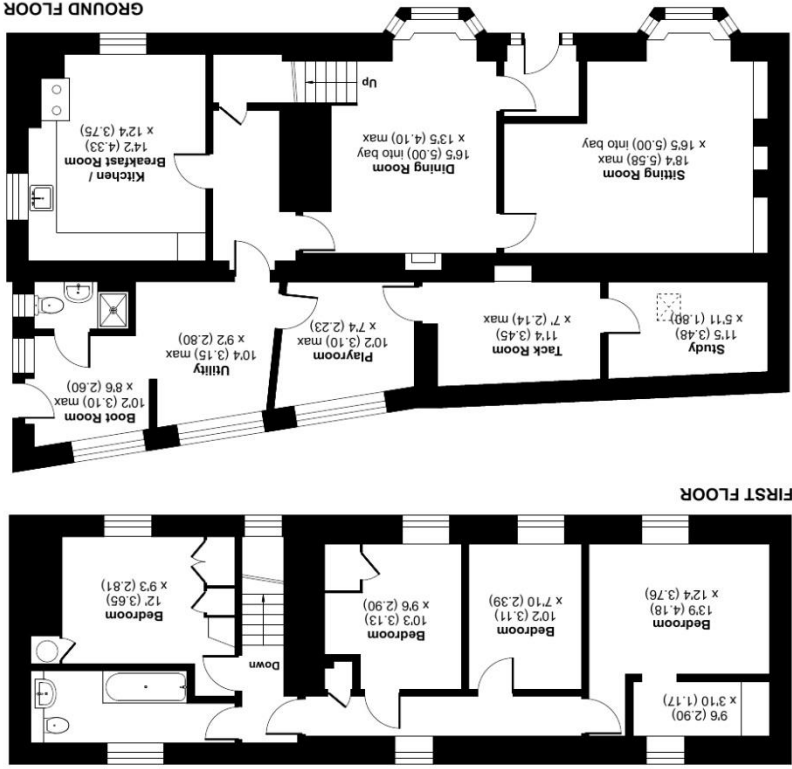 9'6 (2.90)
x 3'10 (1.17)
Bedroom
13'9 (4.18)
x 12'4 (3.76)
Bedroom
10'2 (3.11)
x 7'10 (2.39)
Bedroom
10'3 (3.13)
x 9'6 (2.90)
Down
Bedroom
12' (3.65)
x 9'3 (2.81)
FIRST FLOOR
Study
11'5 (3.48)
x 5'11 (1.80)
Tack Room
11'4 (3.45)
x 7' (2.14) max
Playroom
10'2 (3.10) max
x 7'4 (2.23)
Utility
10'4 (3.15) max
x 9'2 (2.80)
Boot Room
10'2 (3.10) max
x 8'6 (2.60)
Sitting Room
18'4 (5.58) max
x 16'5 (5.00) into bay
Dining Room
16'5 (5.00) into bay
x 13'5 (4.10) max
Up
Kitchen /
Breakfast Room
14'2 (4.33)
x 12'4 (3.75)
GROUND FLOOR